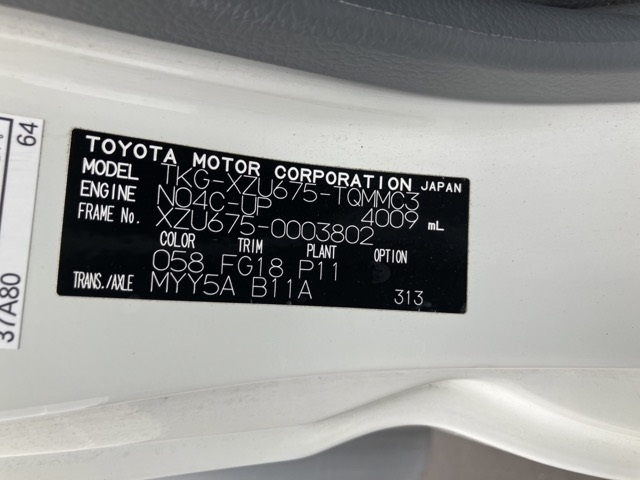 TOYOTA MOTOR CORPORATION JAPAN
MODEL TKG-XZU675-TQMMC3
ENGINE N04C-UP 4009 mL
FRAME No. XZU675-0003802
COLOR TRIM PLANT OPTION
058 FG18 P11
TRANS./AXLE MYY5A B11A 313
64
37A80